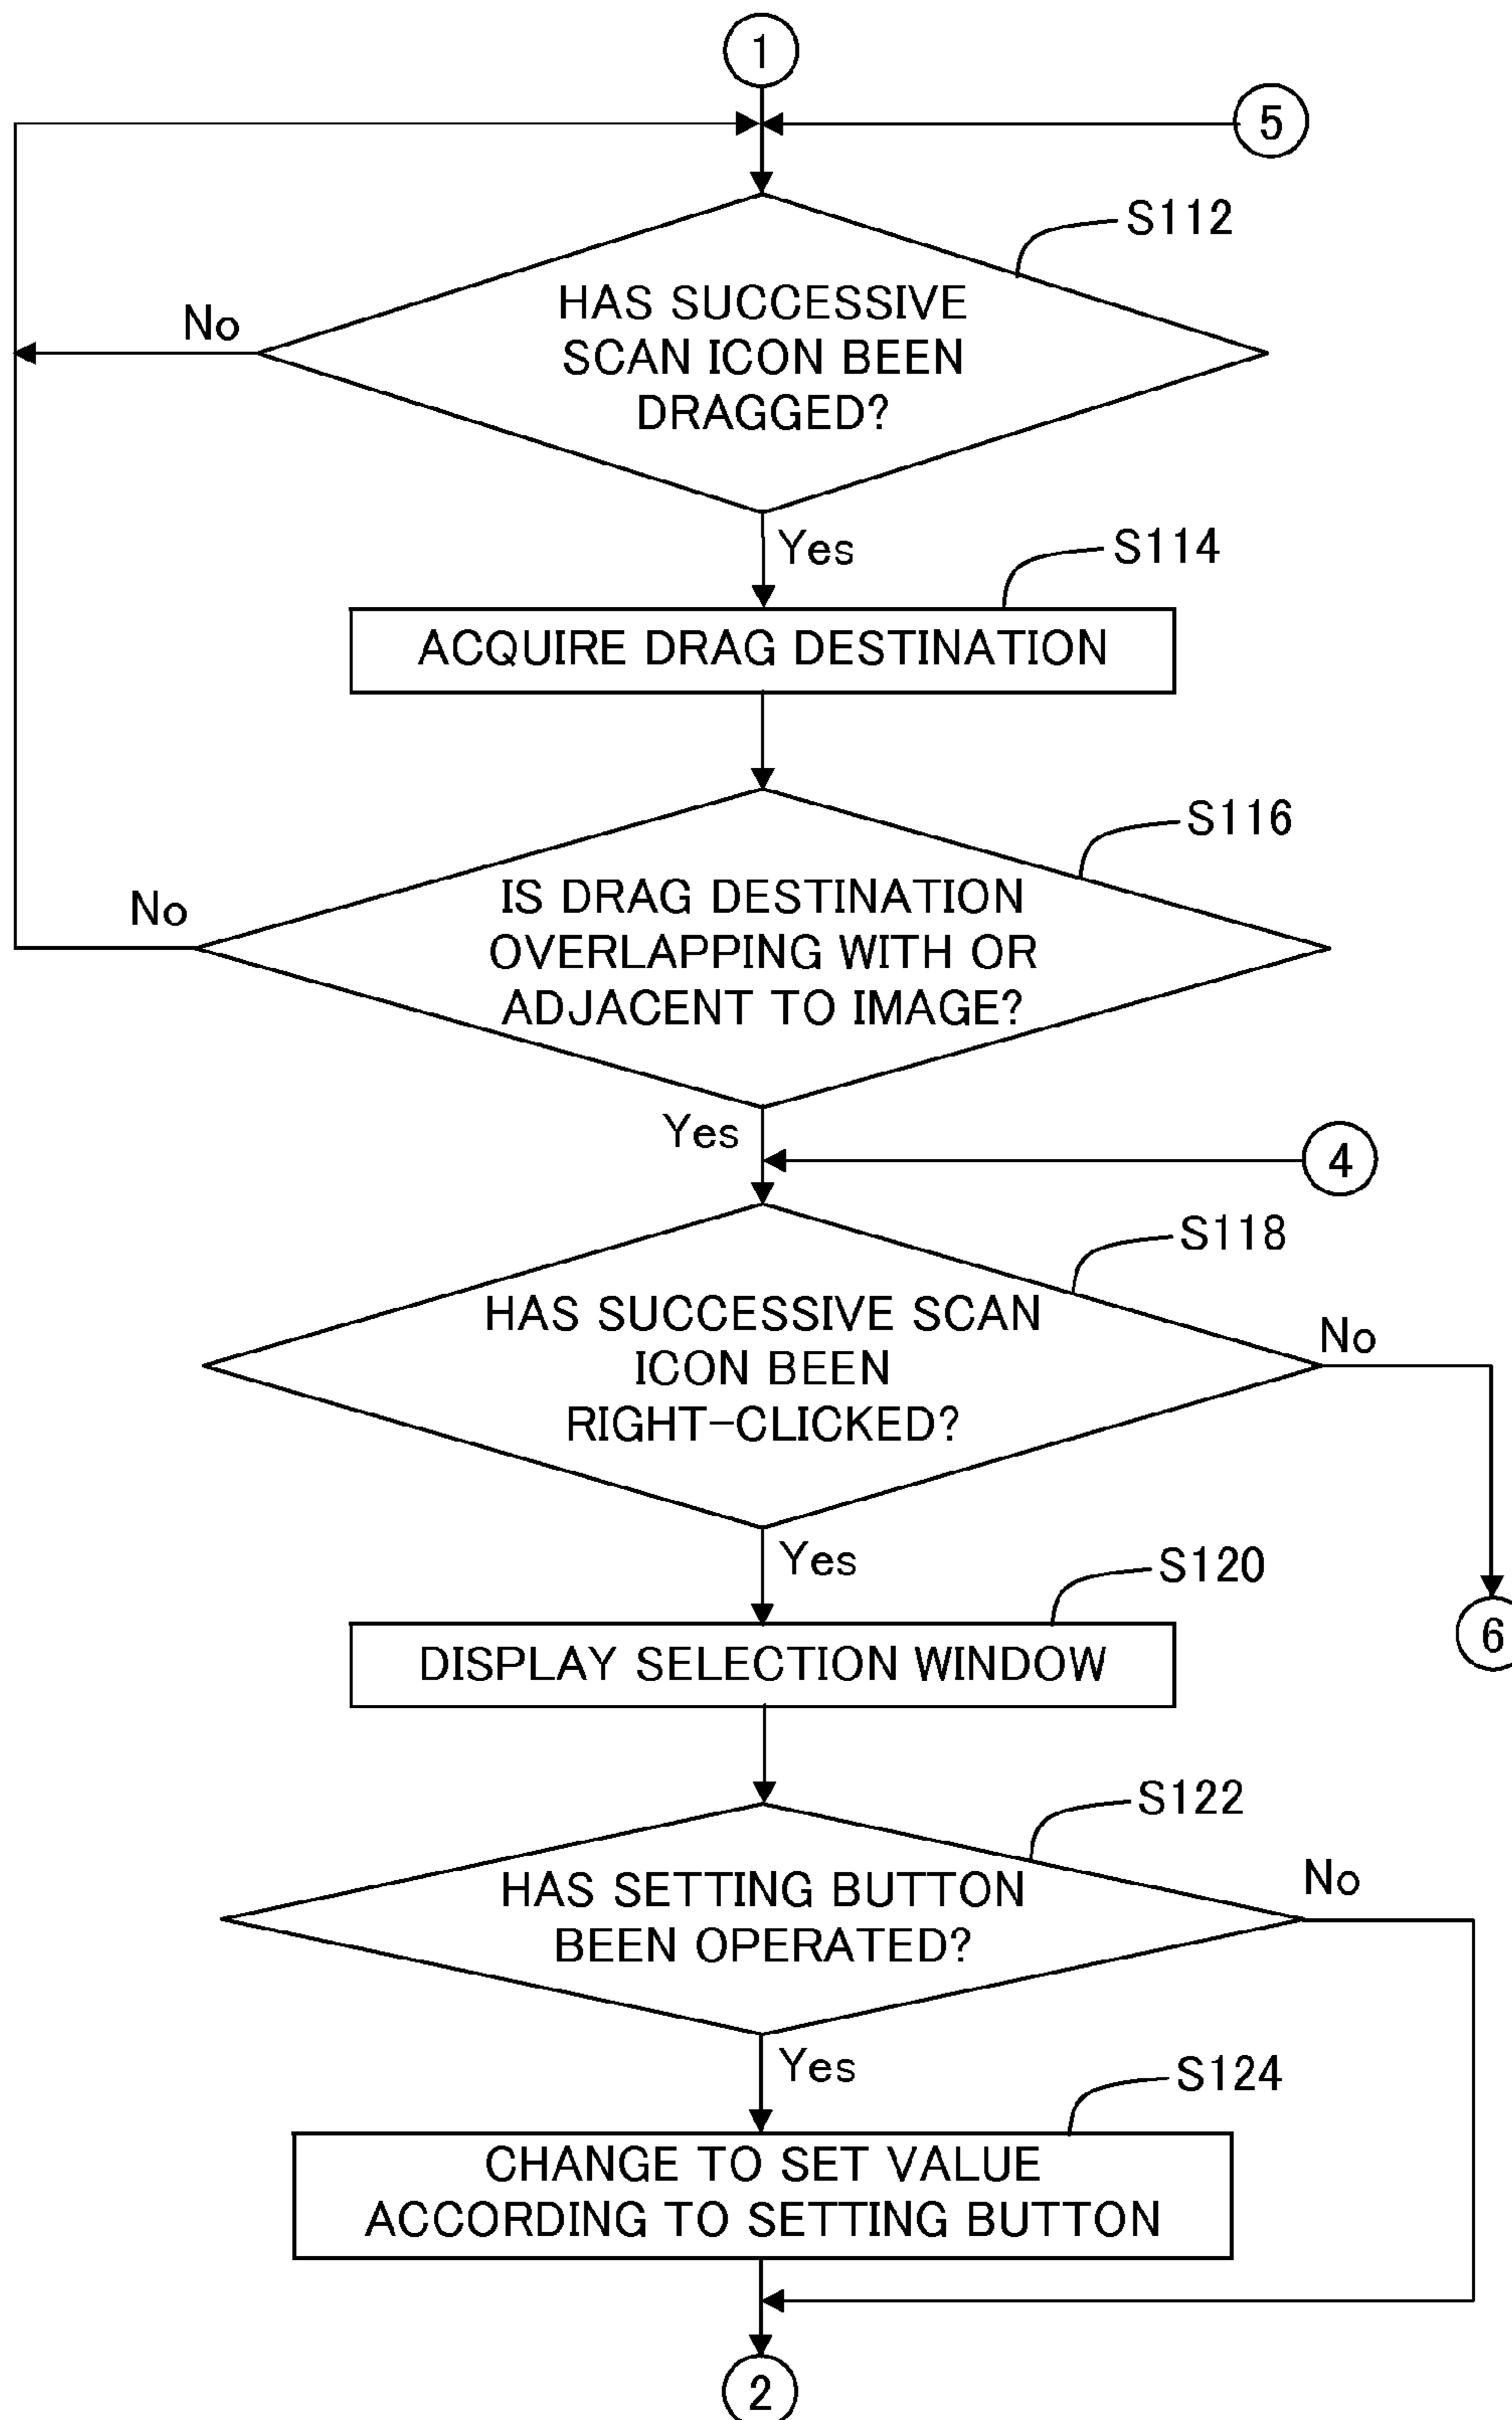 1
5
S112
HAS SUCCESSIVE
SCAN ICON BEEN
DRAGGED?
No
Yes
S114
ACQUIRE DRAG DESTINATION
S116
IS DRAG DESTINATION
OVERLAPPING WITH OR
ADJACENT TO IMAGE?
No
Yes
4
S118
HAS SUCCESSIVE SCAN
ICON BEEN
RIGHT-CLICKED?
No
Yes
S120
6
DISPLAY SELECTION WINDOW
S122
HAS SETTING BUTTON
BEEN OPERATED?
No
Yes
S124
CHANGE TO SET VALUE
ACCORDING TO SETTING BUTTON
2